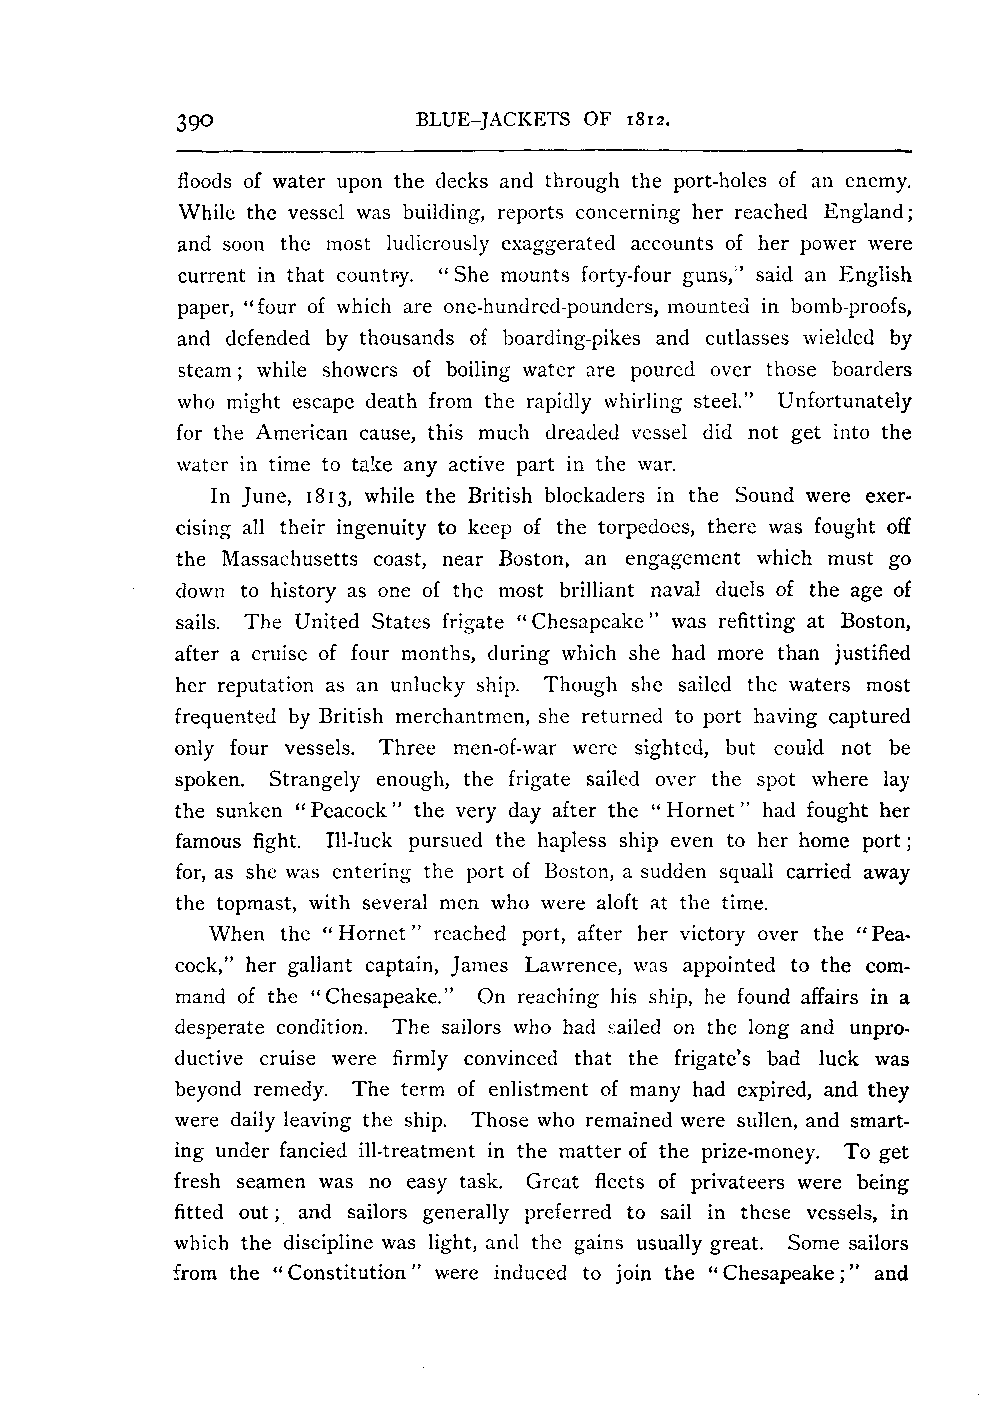 390 BLUE-JACKETS OF 1812.
floods of water upon the decks and through the port-holes of an enemy.
While the vessel was building, reports concerning her reached England;
and soon the most ludicrously exaggerated accounts of her power were
current in that country. "She mounts forty-four guns," said an English
paper, "four of which are one-hundred-pounders, mounted in bomb-proofs,
and defended by thousands of boarding-pikes and cutlasses wielded by
steam; while showers of boiling water are poured over those boarders
who might escape death from the rapidly whirling steel." Unfortunately
for the American cause, this much dreaded vessel did not get into the
water in time to take any active part in the war.
In June, 1813, while the British blockaders in the Sound were exer-
cising all their ingenuity to keep of the torpedoes, there was fought off
the Massachusetts coast, near Boston, an engagement which must go
down to history as one of the most brilliant naval duels of the age of
sails. The United States frigate "Chesapeake" was refitting at Boston,
after a cruise of four months, during which she had more than justified
her reputation as an unlucky ship. Though she sailed the waters most
frequented by British merchantmen, she returned to port having captured
only four vessels. Three men-of-war were sighted, but could not be
spoken. Strangely enough, the frigate sailed over the spot where lay
the sunken "Peacock" the very day after the "Hornet" had fought her
famous fight. Ill-luck pursued the hapless ship even to her home port;
for, as she was entering the port of Boston, a sudden squall carried away
the topmast, with several men who were aloft at the time.
When the "Hornet" reached port, after her victory over the "Pea-
cock," her gallant captain, James Lawrence, was appointed to the com-
mand of the "Chesapeake." On reaching his ship, he found affairs in a
desperate condition. The sailors who had sailed on the long and unpro-
ductive cruise were firmly convinced that the frigate's bad luck was
beyond remedy. The term of enlistment of many had expired, and they
were daily leaving the ship. Those who remained were sullen, and smart-
ing under fancied ill-treatment in the matter of the prize-money. To get
fresh seamen was no easy task. Great fleets of privateers were being
fitted out; and sailors generally preferred to sail in these vessels, in
which the discipline was light, and the gains usually great. Some sailors
from the "Constitution" were induced to join the "Chesapeake;" and